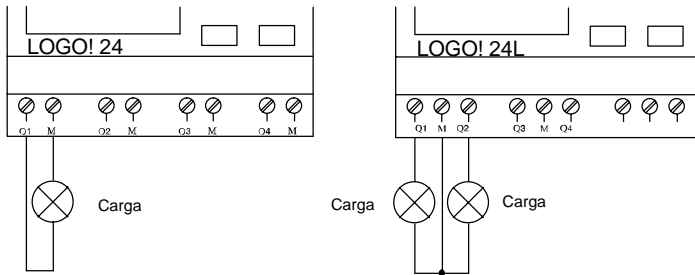 LOGO! 24
Q1 M Q2 M Q3 M Q4 M
Carga
LOGO! 24L
Q1 M Q2 Q3 M Q4
Carga
Carga